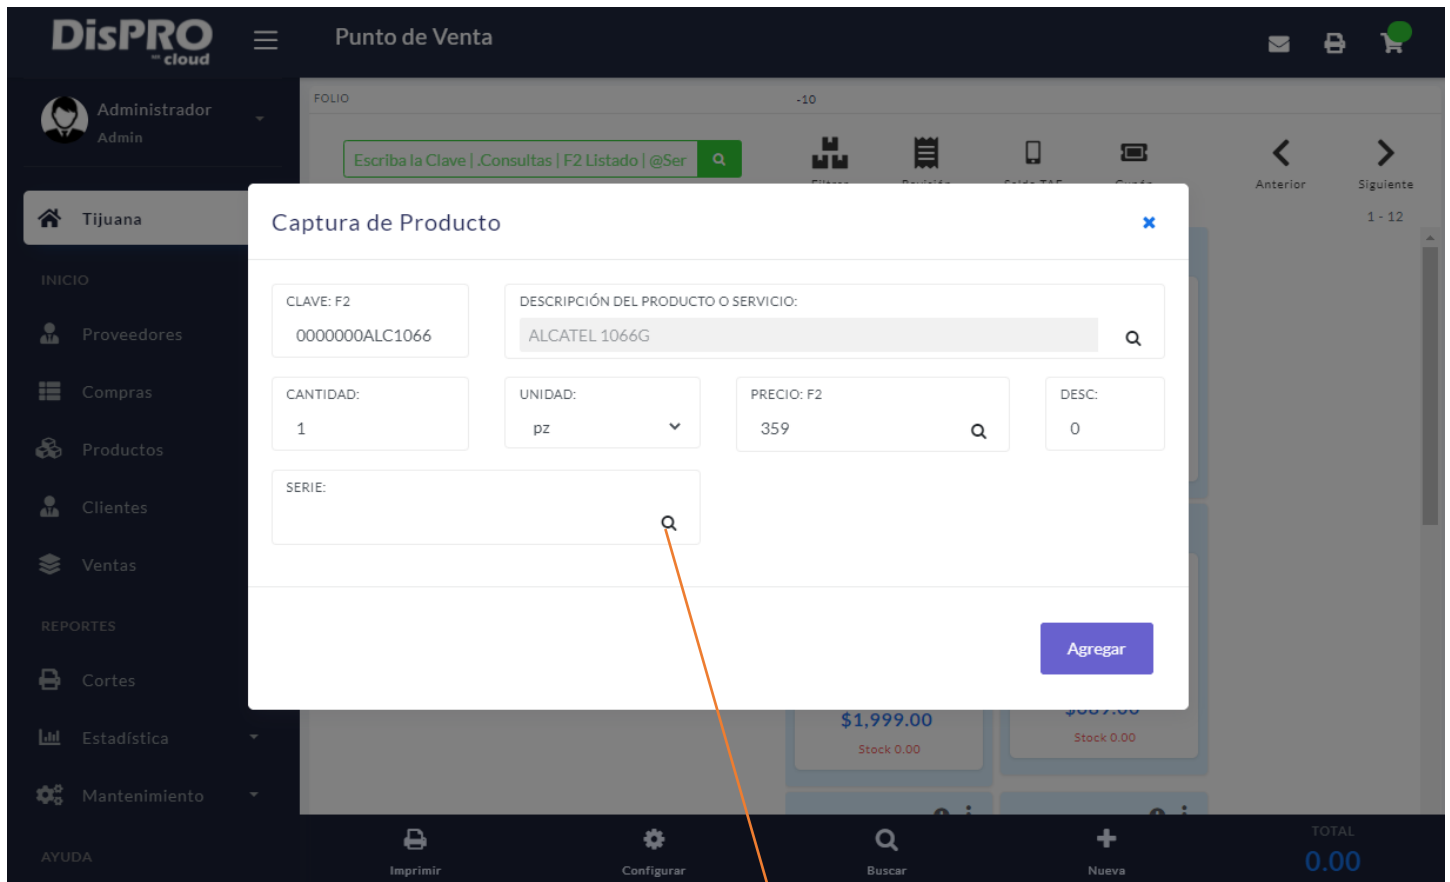 DisPRO
cloud
Punto de Venta
Administrador
Admin
FOLIO
-10
Escriba la Clave | .Consultas | F2 Listado | @Ser
Anterior
Siguiente
1 - 12
Tijuana
INICIO
Proveedores
Compras
Productos
Clientes
Ventas
REPORTES
Cortes
Estadística
Mantenimiento
AYUDA
Captura de Producto
CLAVE: F2
0000000ALC1066
DESCRIPCIÓN DEL PRODUCTO O SERVICIO:
ALCATEL 1066G
CANTIDAD:
1
UNIDAD:
pz
PRECIO: F2
359
DESC:
0
SERIE:
Agregar
$1,999.00
Stock 0.00
Stock 0.00
Imprimir
Configurar
Buscar
Nueva
TOTAL
0.00